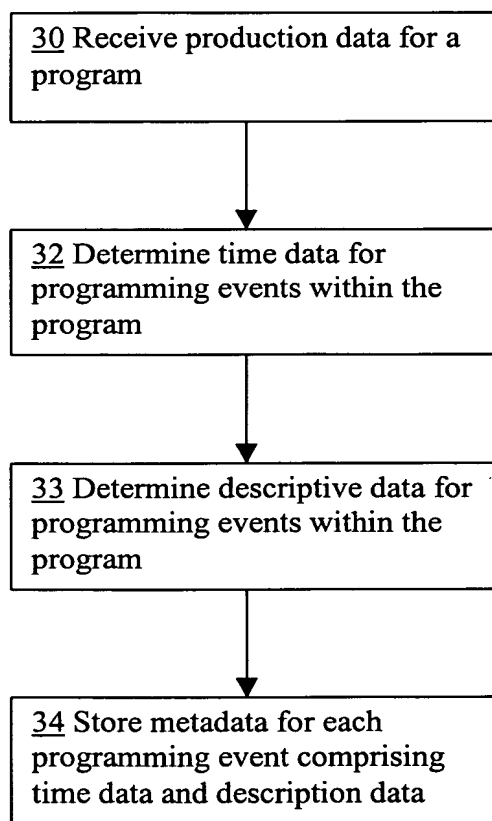 30 Receive production data for a
program
32 Determine time data for
programming events within the
program
33 Determine descriptive data for
programming events within the
program
34 Store metadata for each
programming event comprising
time data and description data